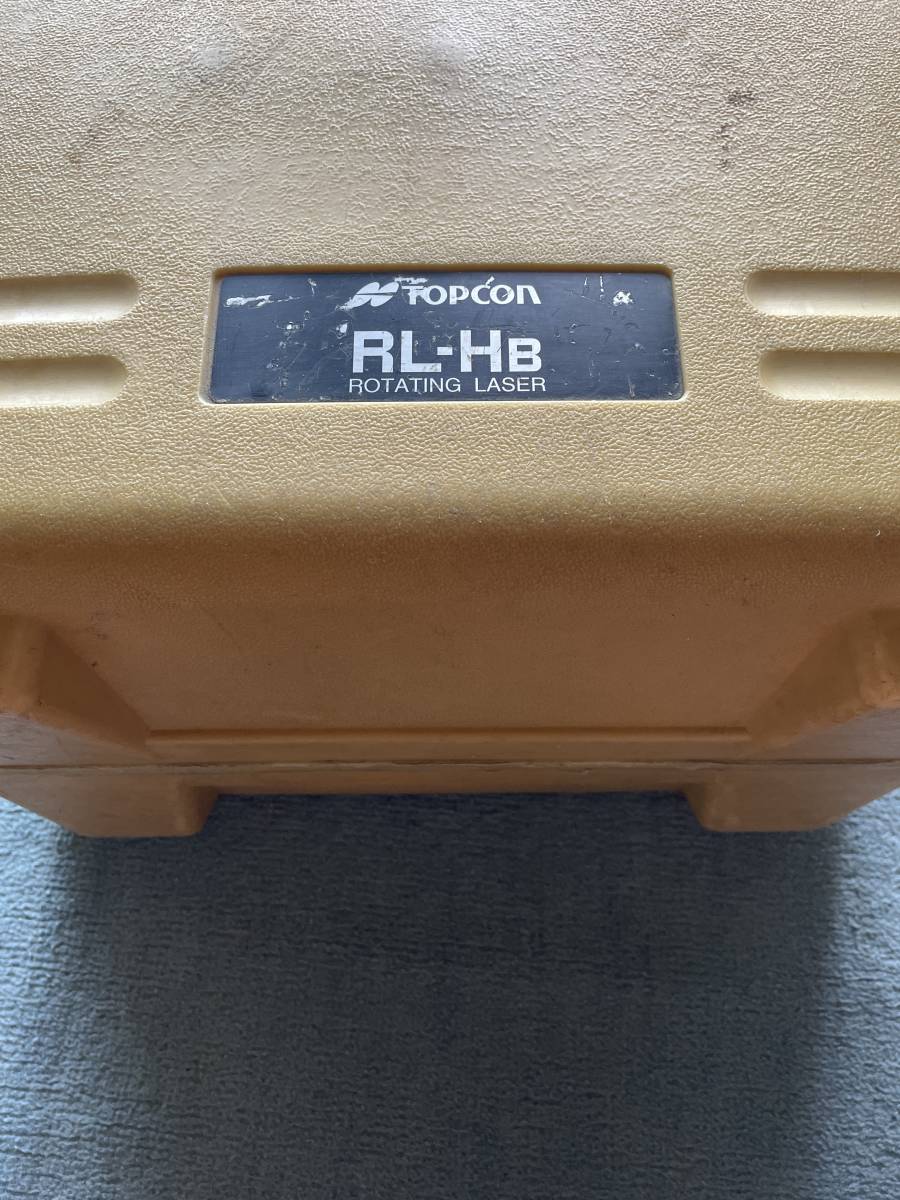 TOPCON
RL-HB
ROTATING LASER